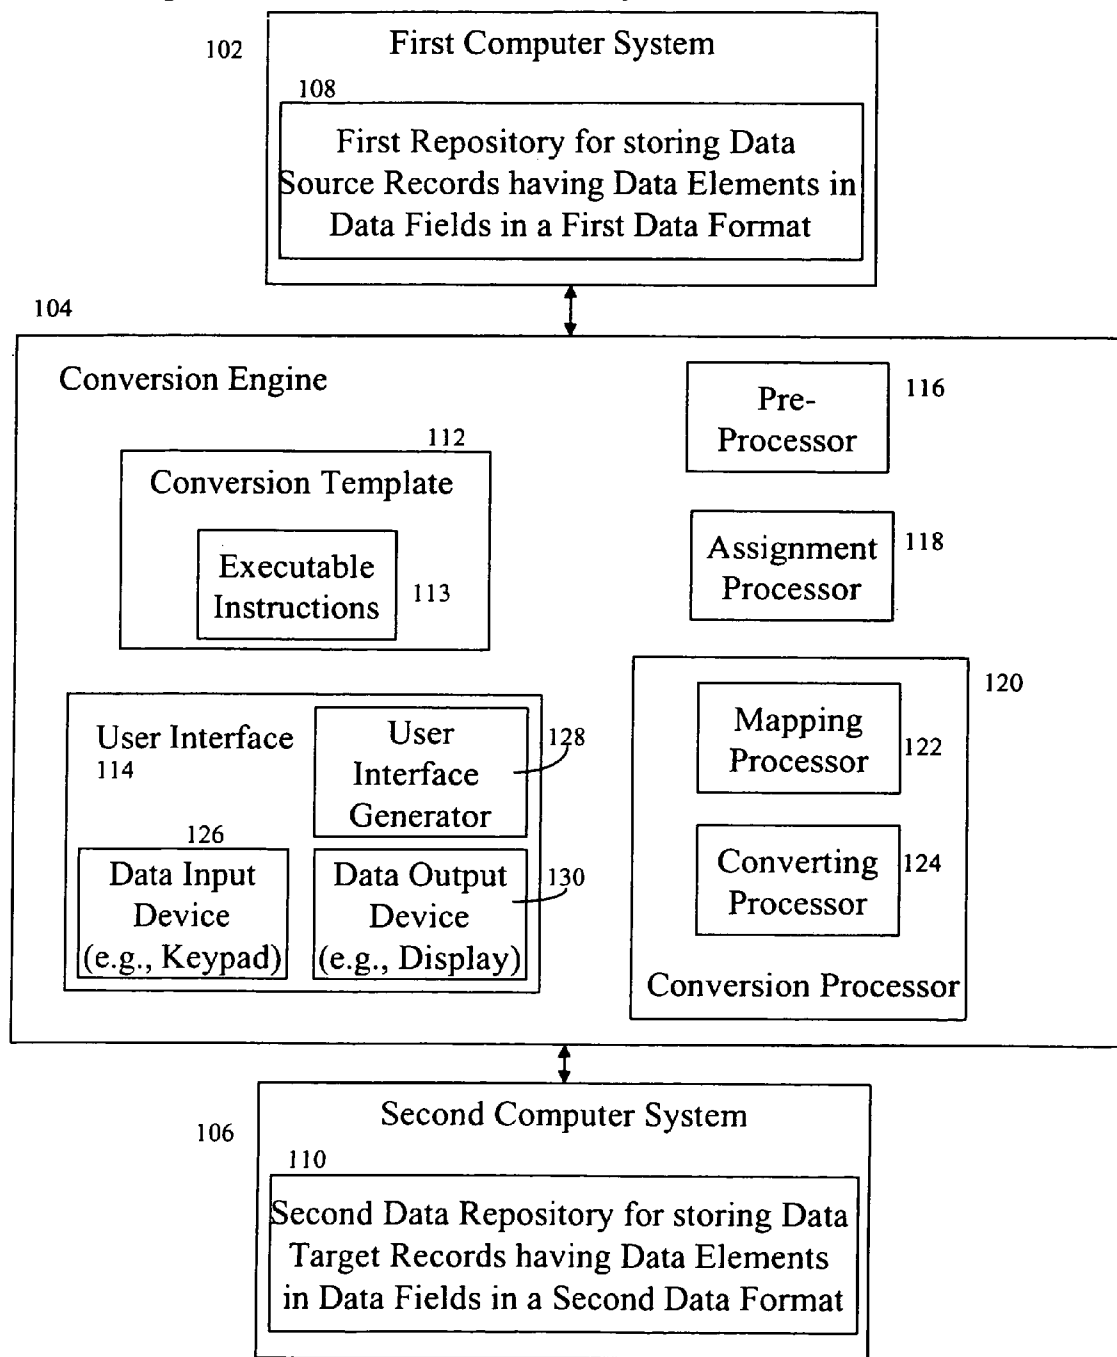 102
First Computer System
108
First Repository for storing Data
Source Records having Data Elements in
Data Fields in a First Data Format
104
Conversion Engine
Pre-
Processor
116
112
Conversion Template
Executable
Instructions
113
Assignment
Processor
118
120
Mapping
Processor
122
Converting
Processor
124
Conversion Processor
User Interface
114
User
Interface
Generator
128
126
Data Input
Device
(e.g., Keypad)
Data Output
Device
(e.g., Display)
130
106
Second Computer System
110
Second Data Repository for storing Data
Target Records having Data Elements
in Data Fields in a Second Data Format